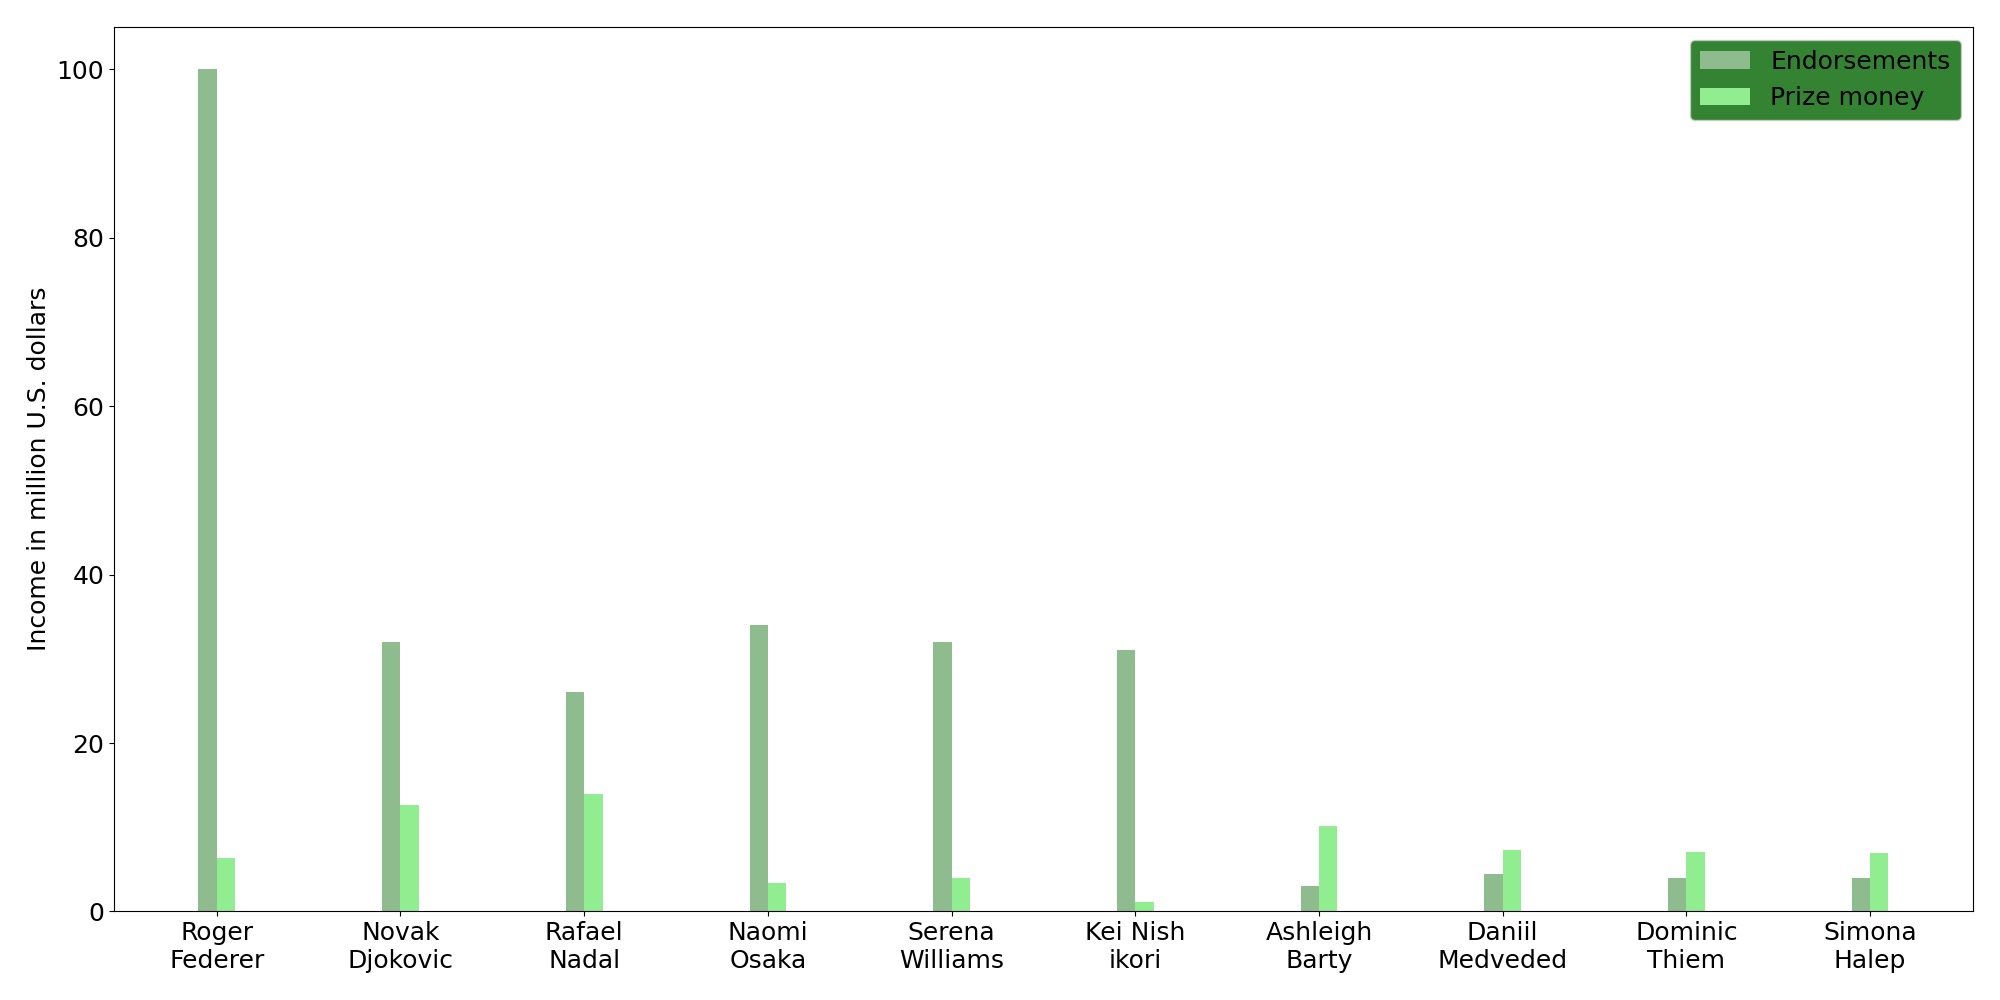 Endorsements
Prize money
Income in million U.S. dollars
100
80
60
40
20
0
Roger
Federer
Novak
Djokovic
Rafael
Nadal
Naomi
Osaka
Serena
Williams
Kei Nish
ikori
Ashleigh
Barty
Daniil
Medveded
Dominic
Thiem
Simona
Halep